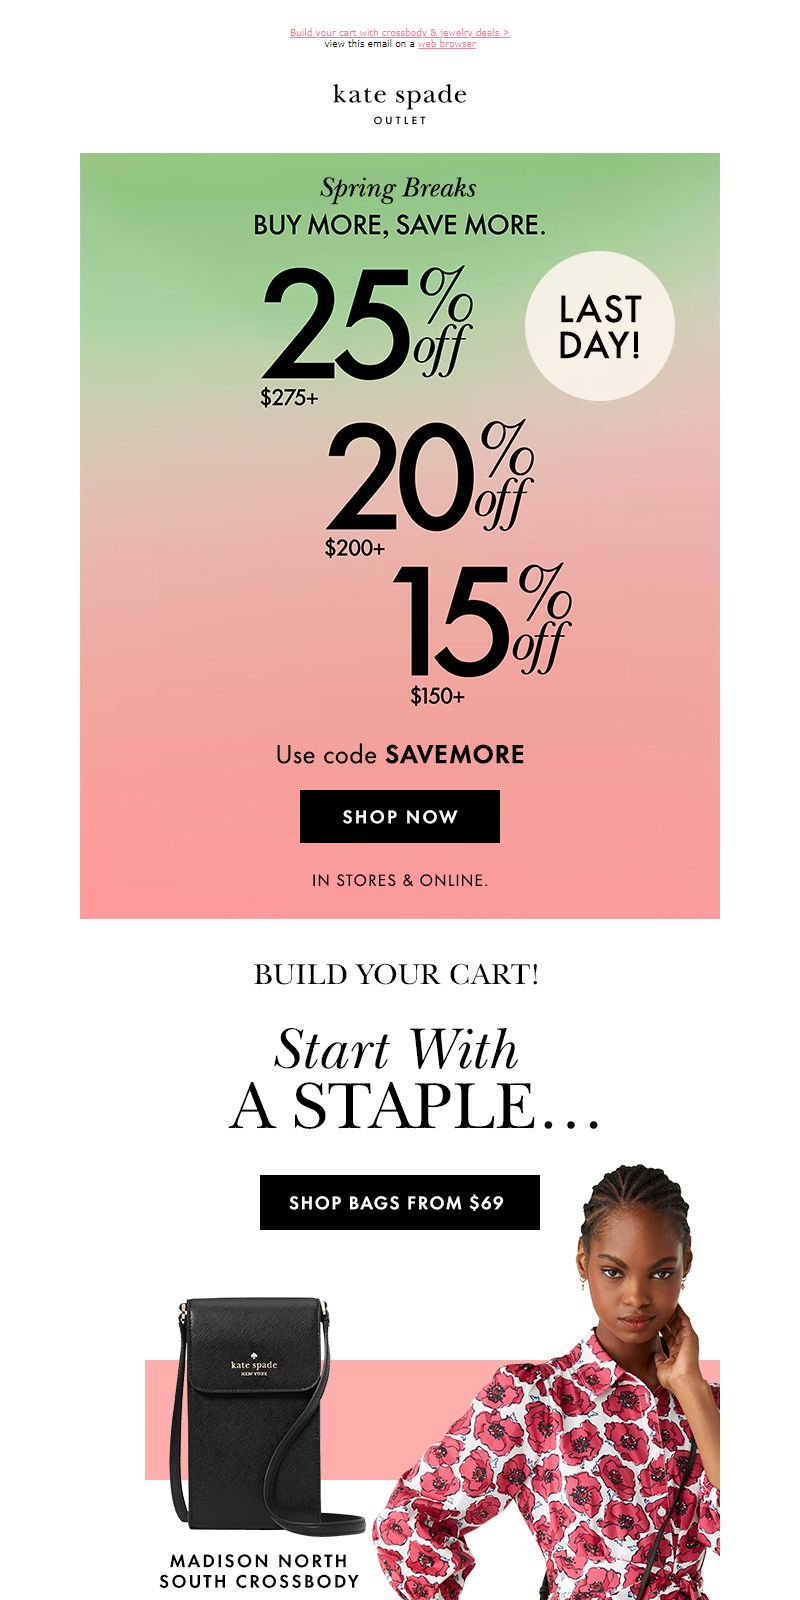 Build your cart with crossbody & jewelry deals >
view this email on a web browser
kate spade
OUTLET
Spring Breaks
BUY MORE, SAVE MORE.
25% off
$275+
LAST DAY!
20% off
$200+
15% off
$150+
Use code SAVEMORE
SHOP NOW
IN STORES & ONLINE.
BUILD YOUR CART!
Start With
A STAPLE...
SHOP BAGS FROM $69
kate spade
NEW YORK
MADISON NORTH
SOUTH CROSSBODY